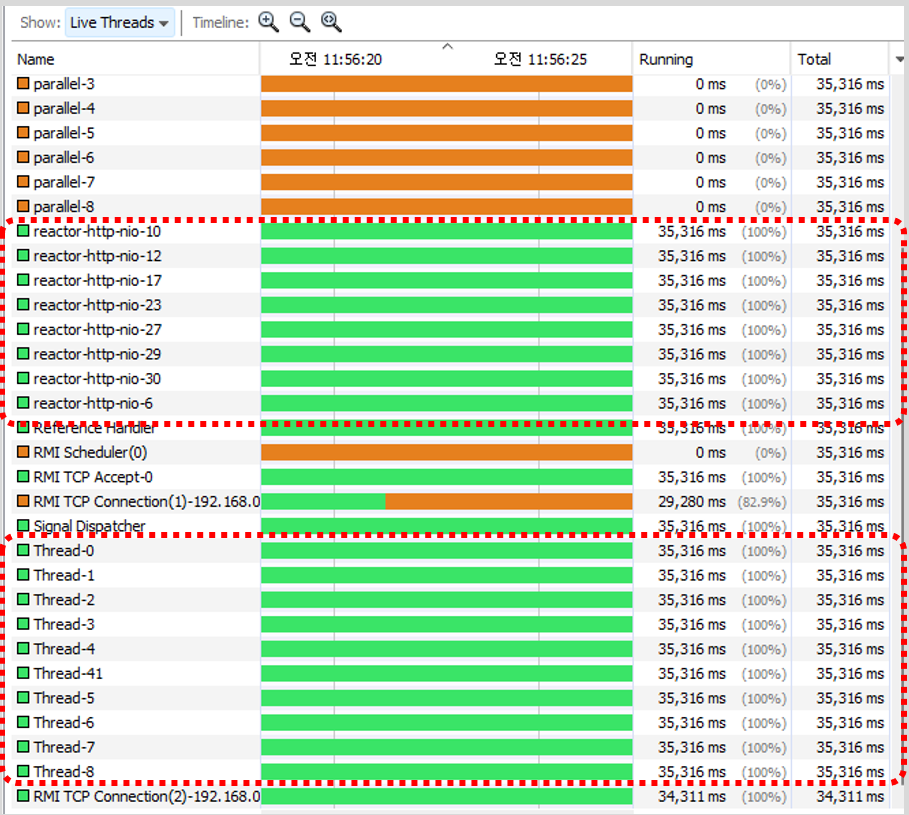 Show: Live Threads Timeline:
Name 오전 11:56:20 오전 11:56:25 Running Total
parallel-3 0 ms (0%) 35,316 ms
parallel-4 0 ms (0%) 35,316 ms
parallel-5 0 ms (0%) 35,316 ms
parallel-6 0 ms (0%) 35,316 ms
parallel-7 0 ms (0%) 35,316 ms
parallel-8 0 ms (0%) 35,316 ms
reactor-http-nio-10 35,316 ms (100%) 35,316 ms
reactor-http-nio-12 35,316 ms (100%) 35,316 ms
reactor-http-nio-17 35,316 ms (100%) 35,316 ms
reactor-http-nio-23 35,316 ms (100%) 35,316 ms
reactor-http-nio-27 35,316 ms (100%) 35,316 ms
reactor-http-nio-29 35,316 ms (100%) 35,316 ms
reactor-http-nio-30 35,316 ms (100%) 35,316 ms
reactor-http-nio-6 35,316 ms (100%) 35,316 ms
Reference Handler 35,316 ms (100%) 35,316 ms
RMI Scheduler(0) 0 ms (0%) 35,316 ms
RMI TCP Accept-0 35,316 ms (100%) 35,316 ms
RMI TCP Connection(1)-192.168.0 29,280 ms (82.9%) 35,316 ms
Signal Dispatcher 35,316 ms (100%) 35,316 ms
Thread-0 35,316 ms (100%) 35,316 ms
Thread-1 35,316 ms (100%) 35,316 ms
Thread-2 35,316 ms (100%) 35,316 ms
Thread-3 35,316 ms (100%) 35,316 ms
Thread-4 35,316 ms (100%) 35,316 ms
Thread-41 35,316 ms (100%) 35,316 ms
Thread-5 35,316 ms (100%) 35,316 ms
Thread-6 35,316 ms (100%) 35,316 ms
Thread-7 35,316 ms (100%) 35,316 ms
Thread-8 35,316 ms (100%) 35,316 ms
RMI TCP Connection(2)-192.168.0 34,311 ms (100%) 34,311 ms